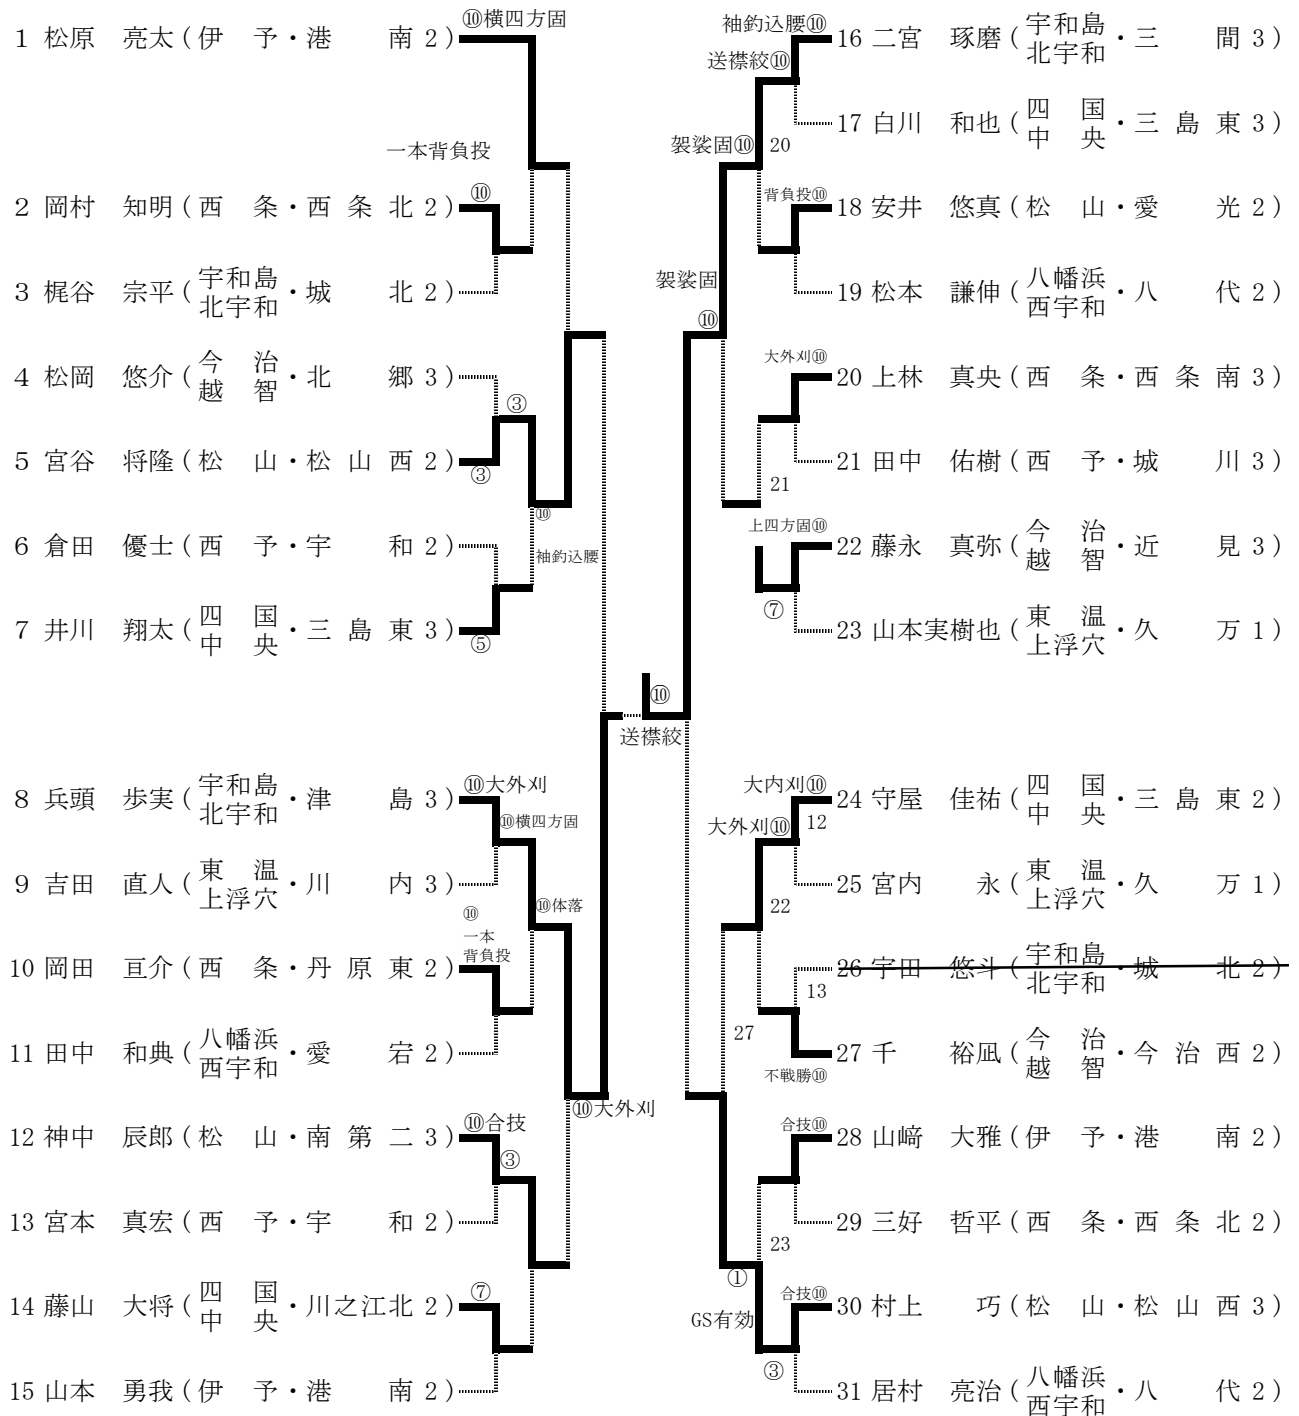 ⑩横四方固
1 松原 亮太 (伊 予・港 南 2)
一本背負投
⑩
2 岡村 知明 (西 条・西 条 北 2)
3 梶谷 宗平 (宇和島北宇和・城 北 2)
4 松岡 悠介 (今 治越 智・北 郷 3)
③
5 宮谷 将隆 (松 山・松 山 西 2)
③
⑩
6 倉田 優士 (西 予・宇 和 2)
袖釣込腰
7 井川 翔太 (四 国中 央・三 島 東 3)
⑤
8 兵頭 歩実 (宇和島北宇和・津 島 3)
⑩大外刈
⑩横四方固
9 吉田 直人 (東 温上浮穴・川 内 3)
⑩体落
⑩
一本
背負投
10 岡田 亘介 (西 条・丹 原 東 2)
11 田中 和典 (八幡浜西宇和・愛 宕 2)
⑩大外刈
12 神中 辰郎 (松 山・南 第 二 3)
⑩合技
③
13 宮本 真宏 (西 予・宇 和 2)
14 藤山 大将 (四 国中 央・川之江北 2)
⑦
15 山本 勇我 (伊 予・港 南 2)
⑩
送襟絞
袖釣込腰⑩
16 二宮 琢磨 (宇和島北宇和・三 間 3)
送襟絞⑩
17 白川 和也 (四 国中 央・三 島 東 3)
袈裟固⑩
20
背負投⑩
18 安井 悠真 (松 山・愛 光 2)
袈裟固
19 松本 謙伸 (八幡浜西宇和・八 代 2)
⑩
大外刈⑩
20 上林 真央 (西 条・西 条 南 3)
21 田中 佑樹 (西 予・城 川 3)
21
上四方固⑩
22 藤永 真弥 (今 治越 智・近 見 3)
⑦
23 山本実樹也 (東 温上浮穴・久 万 1)
大内刈⑩
24 守屋 佳祐 (四 国中 央・三 島 東 2)
大外刈⑩
12
25 宮内 永 (東 温上浮穴・久 万 1)
22
26 宇田 悠斗 (宇和島北宇和・城 北 2)
13
27
27 千 裕凪 (今 治越 智・今 治 西 2)
不戦勝⑩
合技⑩
28 山﨑 大雅 (伊 予・港 南 2)
29 三好 哲平 (西 条・西 条 北 2)
23
①
GS有効
合技⑩
30 村上 巧 (松 山・松 山 西 3)
③
31 居村 亮治 (八幡浜西宇和・八 代 2)